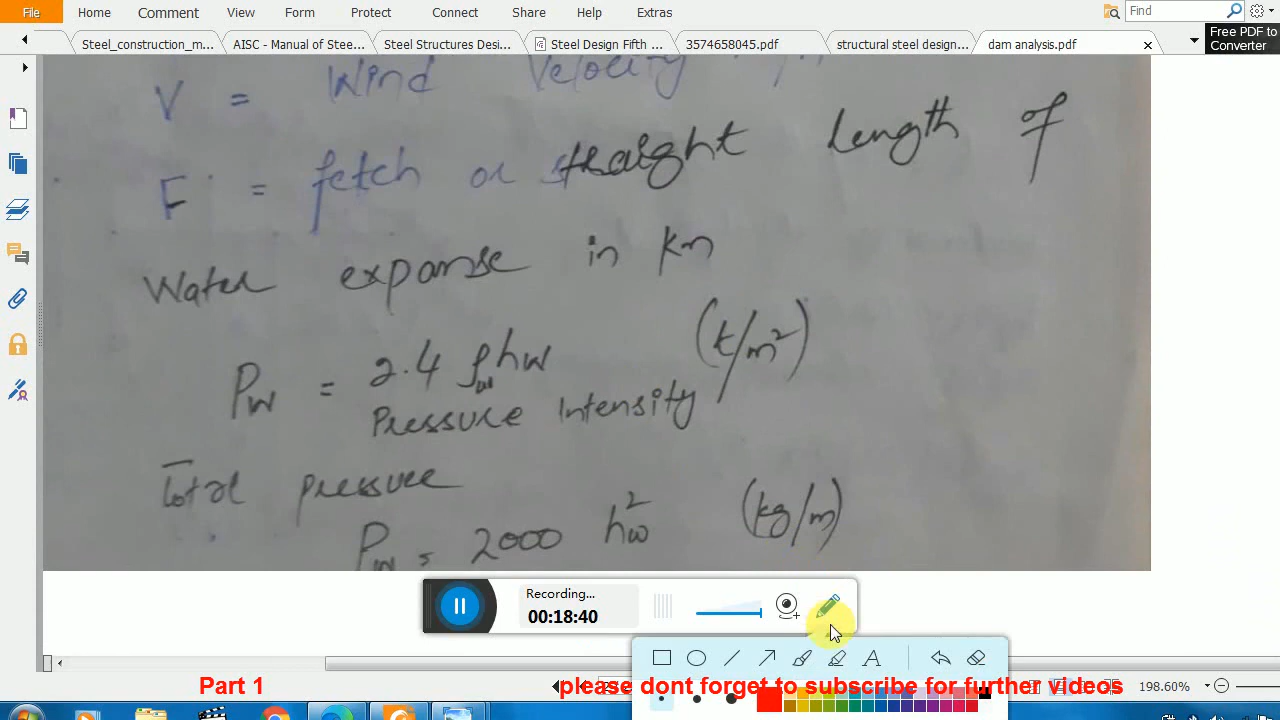 File Home Comment View Form Protect Connect Share Help Extras Find
Steel_construction_m... AISC - Manual of Stee... Steel Structures Desi... Steel Design Fifth ... 3574658045.pdf structural steel design... dam analysis.pdf Free PDF to
Converter
V = Wind Velocity
F = fetch or straight Length of
Water expanse in km
Pw = 2.4 ρw hw (k/m²)
Pressure Intensity
Total pressure
Pw = 2000 hw² (kg/m)
Recording...
00:18:40
A
Part 1
please dont forget to subscribe for further videos
198.60%